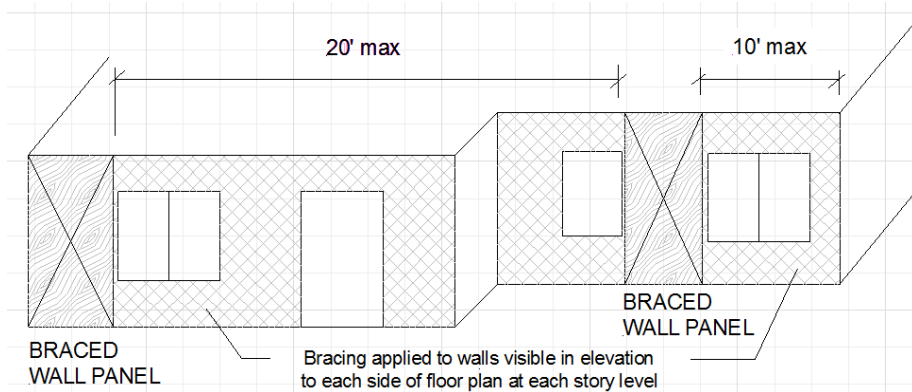 20' max
10' max
BRACED
WALL PANEL
BRACED
WALL PANEL
Bracing applied to walls visible in elevation
to each side of floor plan at each story level